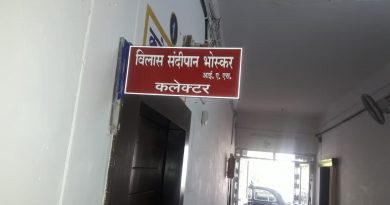 विलास संदीपान भोस्कर
आई. ए. एस.
कलेक्टर